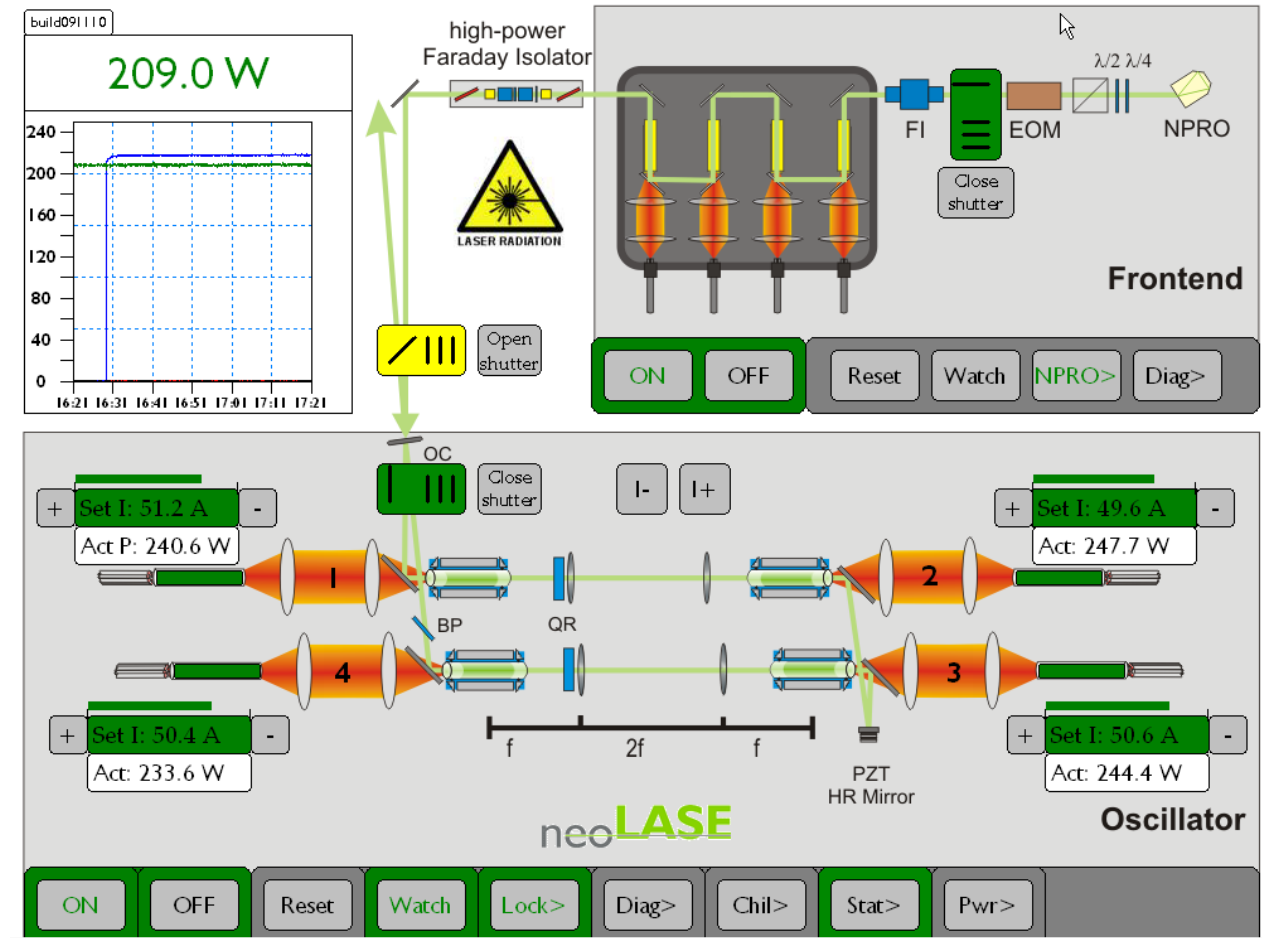 build091110
209.0 W
240
200
160
120
80
40
0
16:21 16:31 16:41 16:51 17:01 17:11 17:21
high-power
Faraday Isolator
LASER RADIATION
λ/2 λ/4
FI
EOM
NPRO
Close
shutter
Frontend
Open
shutter
ON
OFF
Reset
Watch
NPRO>
Diag>
OC
Close
shutter
I-
I+
+
Set I: 51.2 A
-
Act P: 240.6 W
+
Set I: 49.6 A
-
Act: 247.7 W
1
2
BP
QR
4
3
+
Set I: 50.4 A
-
Act: 233.6 W
f
2f
f
+
Set I: 50.6 A
-
Act: 244.4 W
PZT
HR Mirror
neoLASE
Oscillator
ON
OFF
Reset
Watch
Lock>
Diag>
Chil>
Stat>
Pwr>